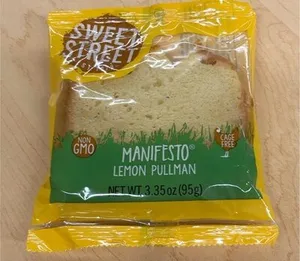 SWEET
STREET
NON
GMO
CAGE
FREE
MANIFESTO®
LEMON PULLMAN
NET WT 3.35 oz (95g)